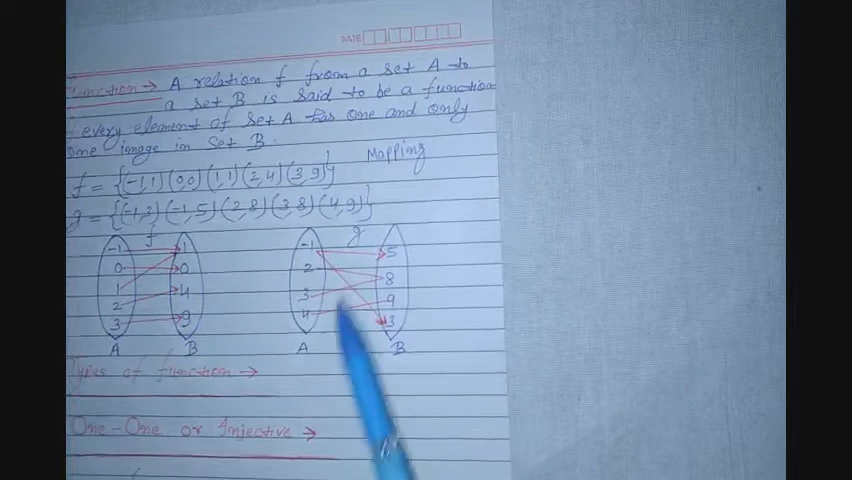 DATE
Function → A relation f from a set A to
a set B is said to be a function
if every element of set A has one and only
one image in set B.
f = {(-1,1)(0,0)(1,1)(2,4)(3,9)} Mapping
g = {(-1,3)(-1,5)(2,8)(3,8)(4,9)}
f g
-1 1 -1 5
0 0 2 8
1 4 3 9
2 9 4 3
3
A B A B
Types of function →
One-One or Injective →